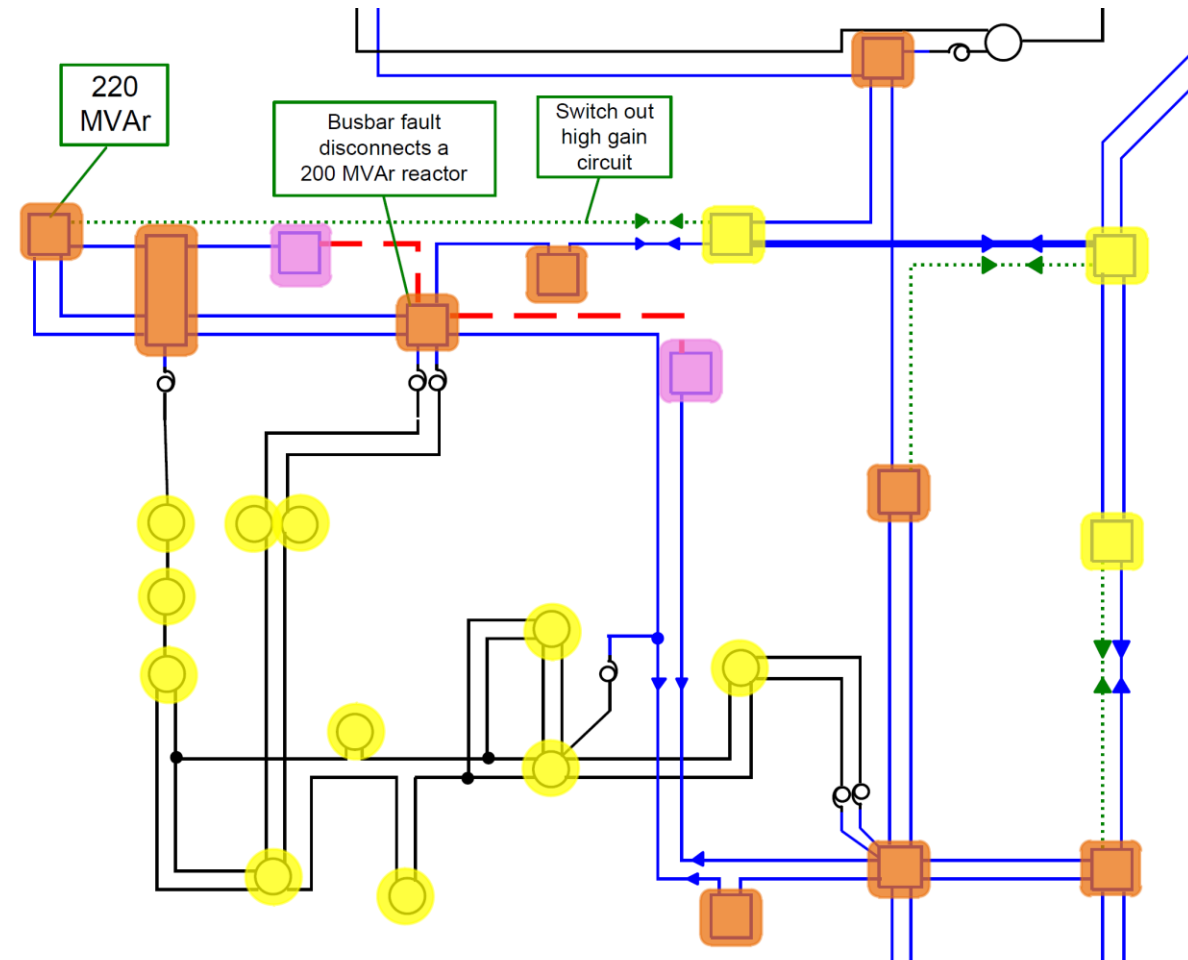 220
MVAr
Busbar fault
disconnects a
200 MVAr reactor
Switch out
high gain
circuit